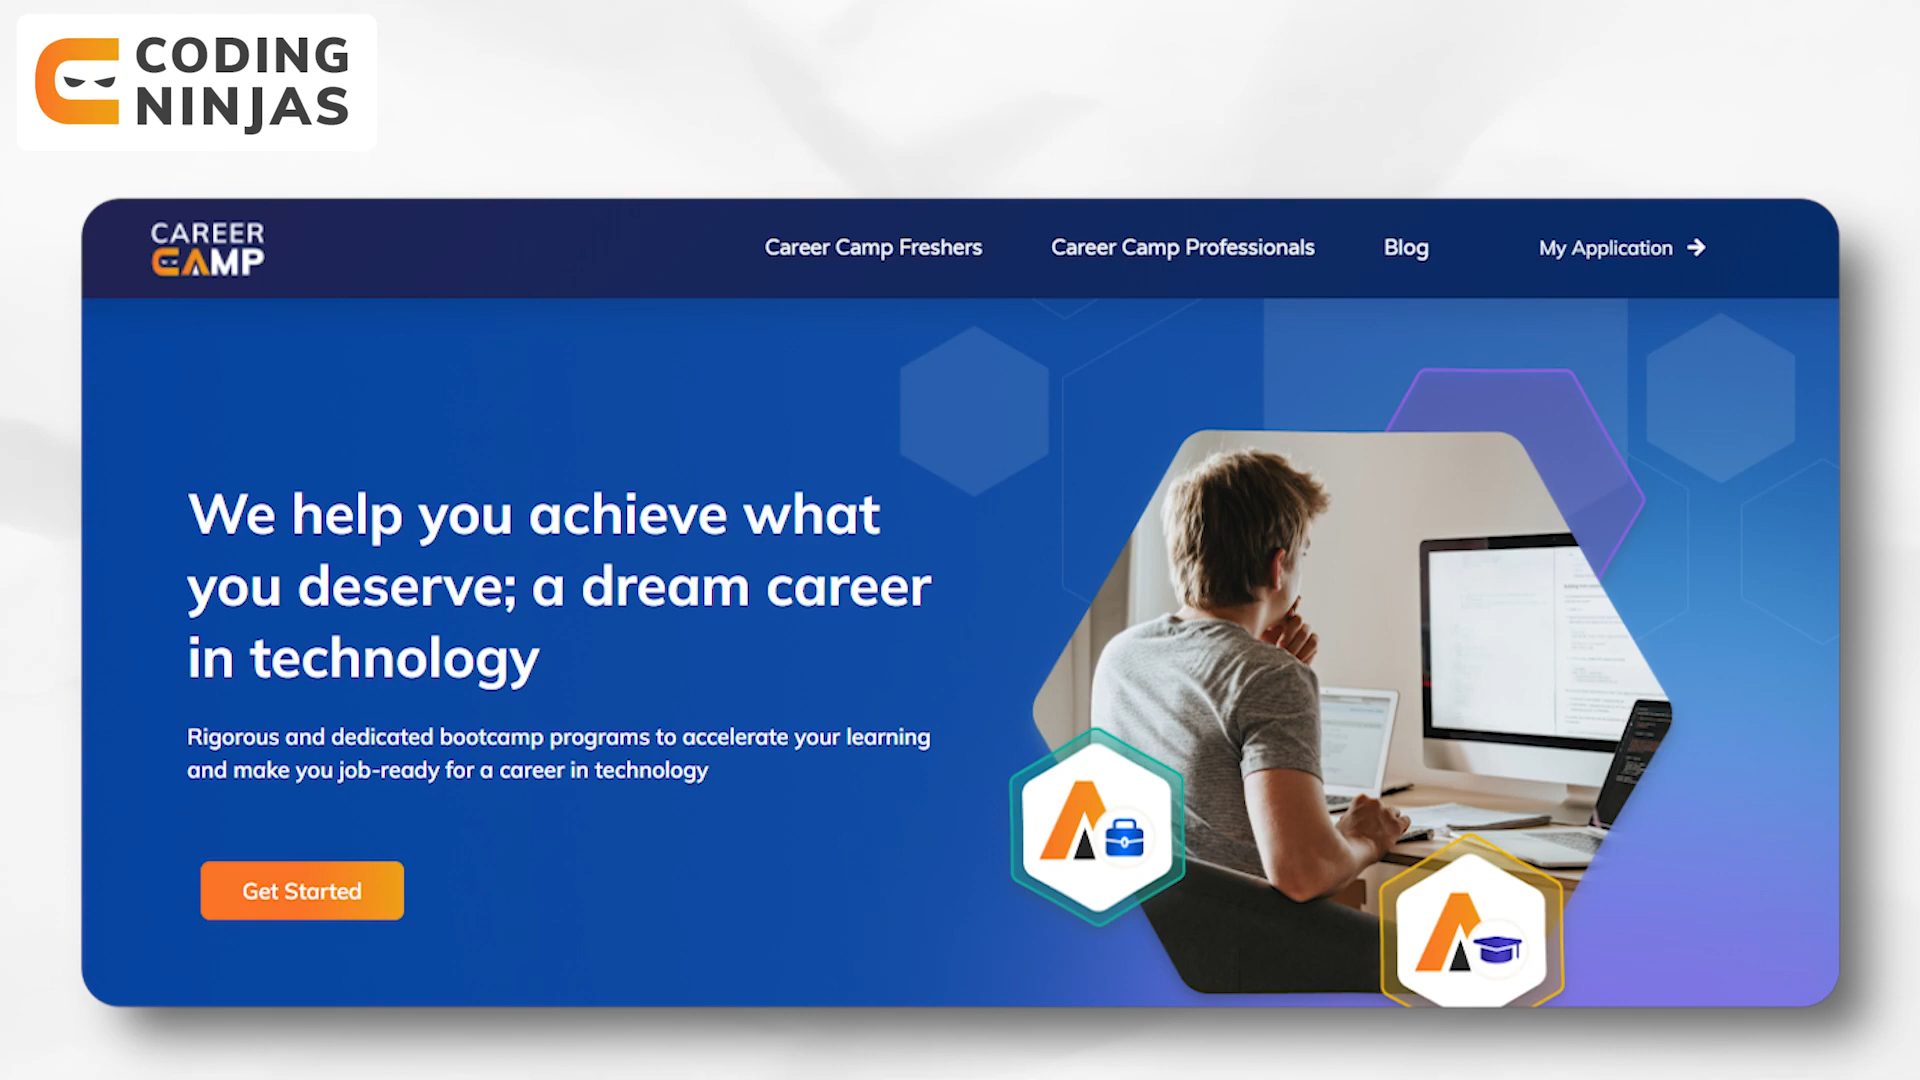 CODING
NINJAS
CAREER
CAMP
Career Camp Freshers
Career Camp Professionals
Blog
My Application
We help you achieve what
you deserve; a dream career
in technology
Rigorous and dedicated bootcamp programs to accelerate your learning
and make you job-ready for a career in technology
Get Started